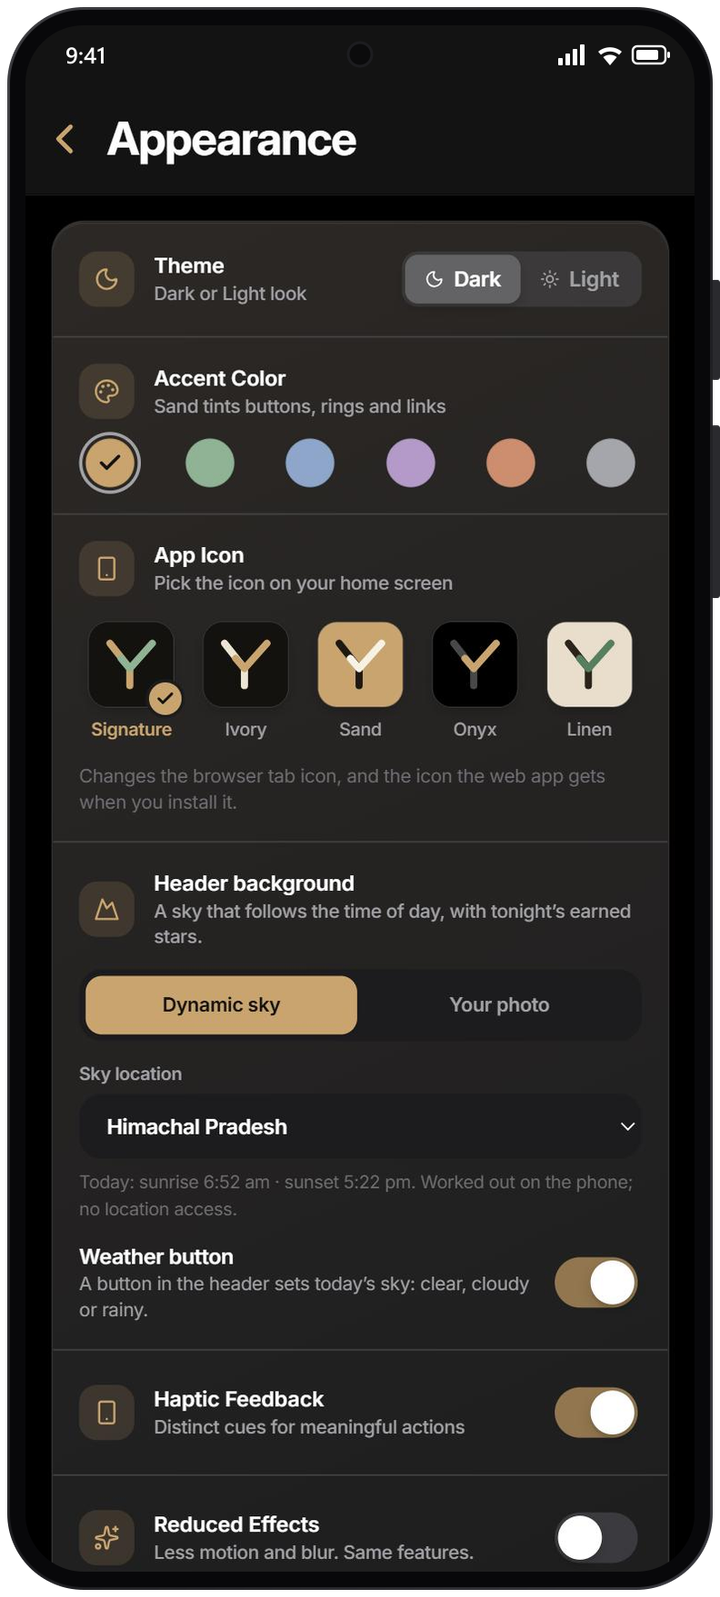 9:41
Appearance
Theme
Dark or Light look
Dark
Light
Accent Color
Sand tints buttons, rings and links
App Icon
Pick the icon on your home screen
Signature
Ivory
Sand
Onyx
Linen
Changes the browser tab icon, and the icon the web app gets
when you install it.
Header background
A sky that follows the time of day, with tonight’s earned
stars.
Dynamic sky
Your photo
Sky location
Himachal Pradesh
Today: sunrise 6:52 am · sunset 5:22 pm. Worked out on the phone;
no location access.
Weather button
A button in the header sets today’s sky: clear, cloudy
or rainy.
Haptic Feedback
Distinct cues for meaningful actions
Reduced Effects
Less motion and blur. Same features.